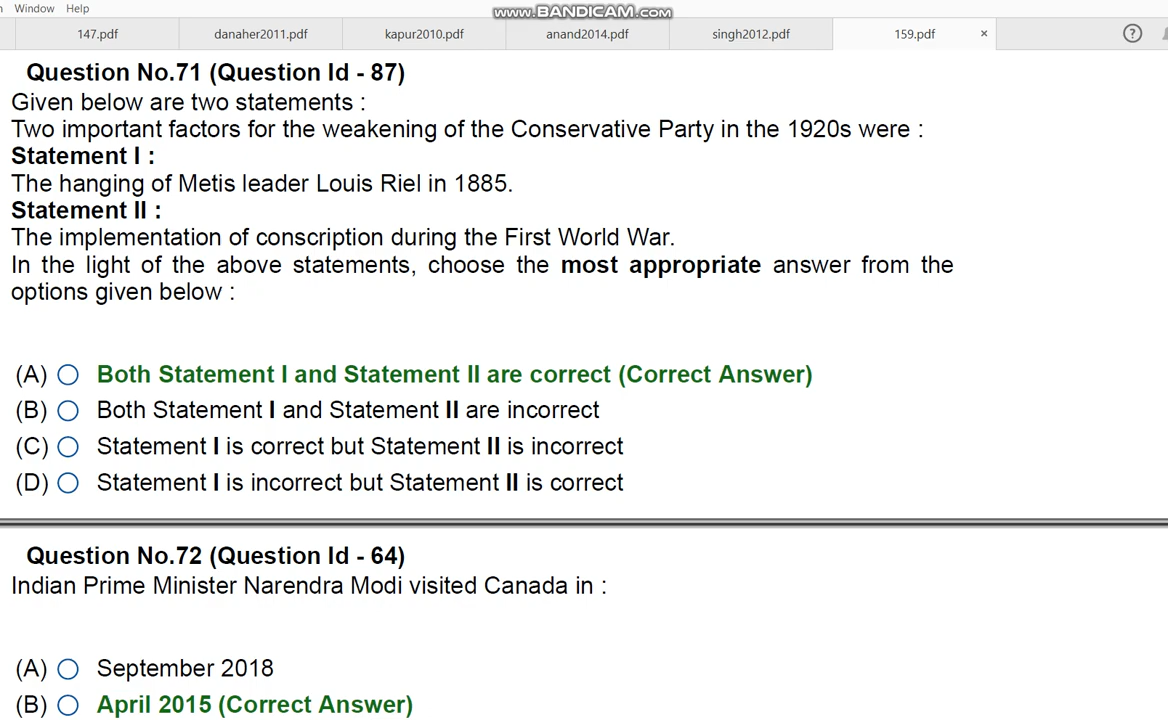 Window Help
www.BANDICAM.com
147.pdf danaher2011.pdf kapur2010.pdf anand2014.pdf singh2012.pdf 159.pdf × ?
Question No.71 (Question Id - 87)
Given below are two statements :
Two important factors for the weakening of the Conservative Party in the 1920s were :
Statement I :
The hanging of Metis leader Louis Riel in 1885.
Statement II :
The implementation of conscription during the First World War.
In the light of the above statements, choose the most appropriate answer from the
options given below :
(A) Both Statement I and Statement II are correct (Correct Answer)
(B) Both Statement I and Statement II are incorrect
(C) Statement I is correct but Statement II is incorrect
(D) Statement I is incorrect but Statement II is correct
Question No.72 (Question Id - 64)
Indian Prime Minister Narendra Modi visited Canada in :
(A) September 2018
(B) April 2015 (Correct Answer)